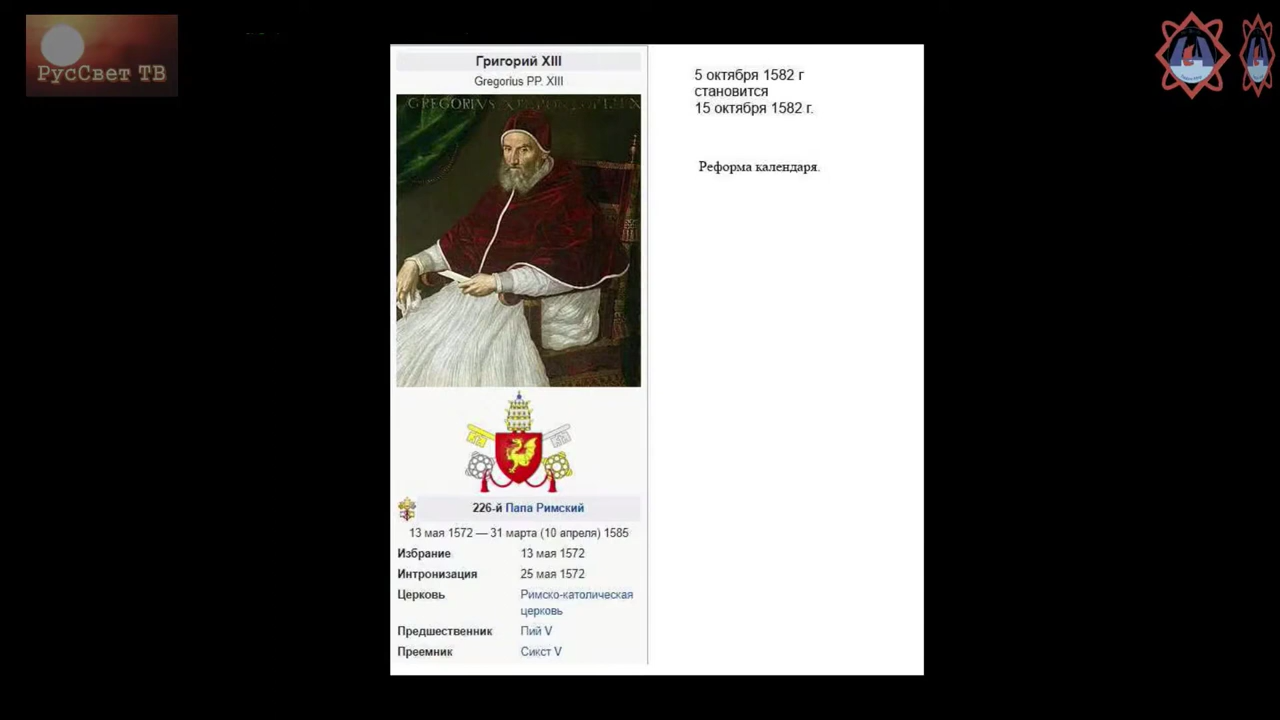 РусСвет ТВ
Григорий XIII
Gregorius PP. XIII
GREGORIVS
226-й Папа Римский
13 мая 1572 — 31 марта (10 апреля) 1585
Избрание 13 мая 1572
Интронизация 25 мая 1572
Церковь Римско-католическая
церковь
Предшественник Пий V
Преемник Сикст V
5 октября 1582 г
становится
15 октября 1582 г.
Реформа календаря.